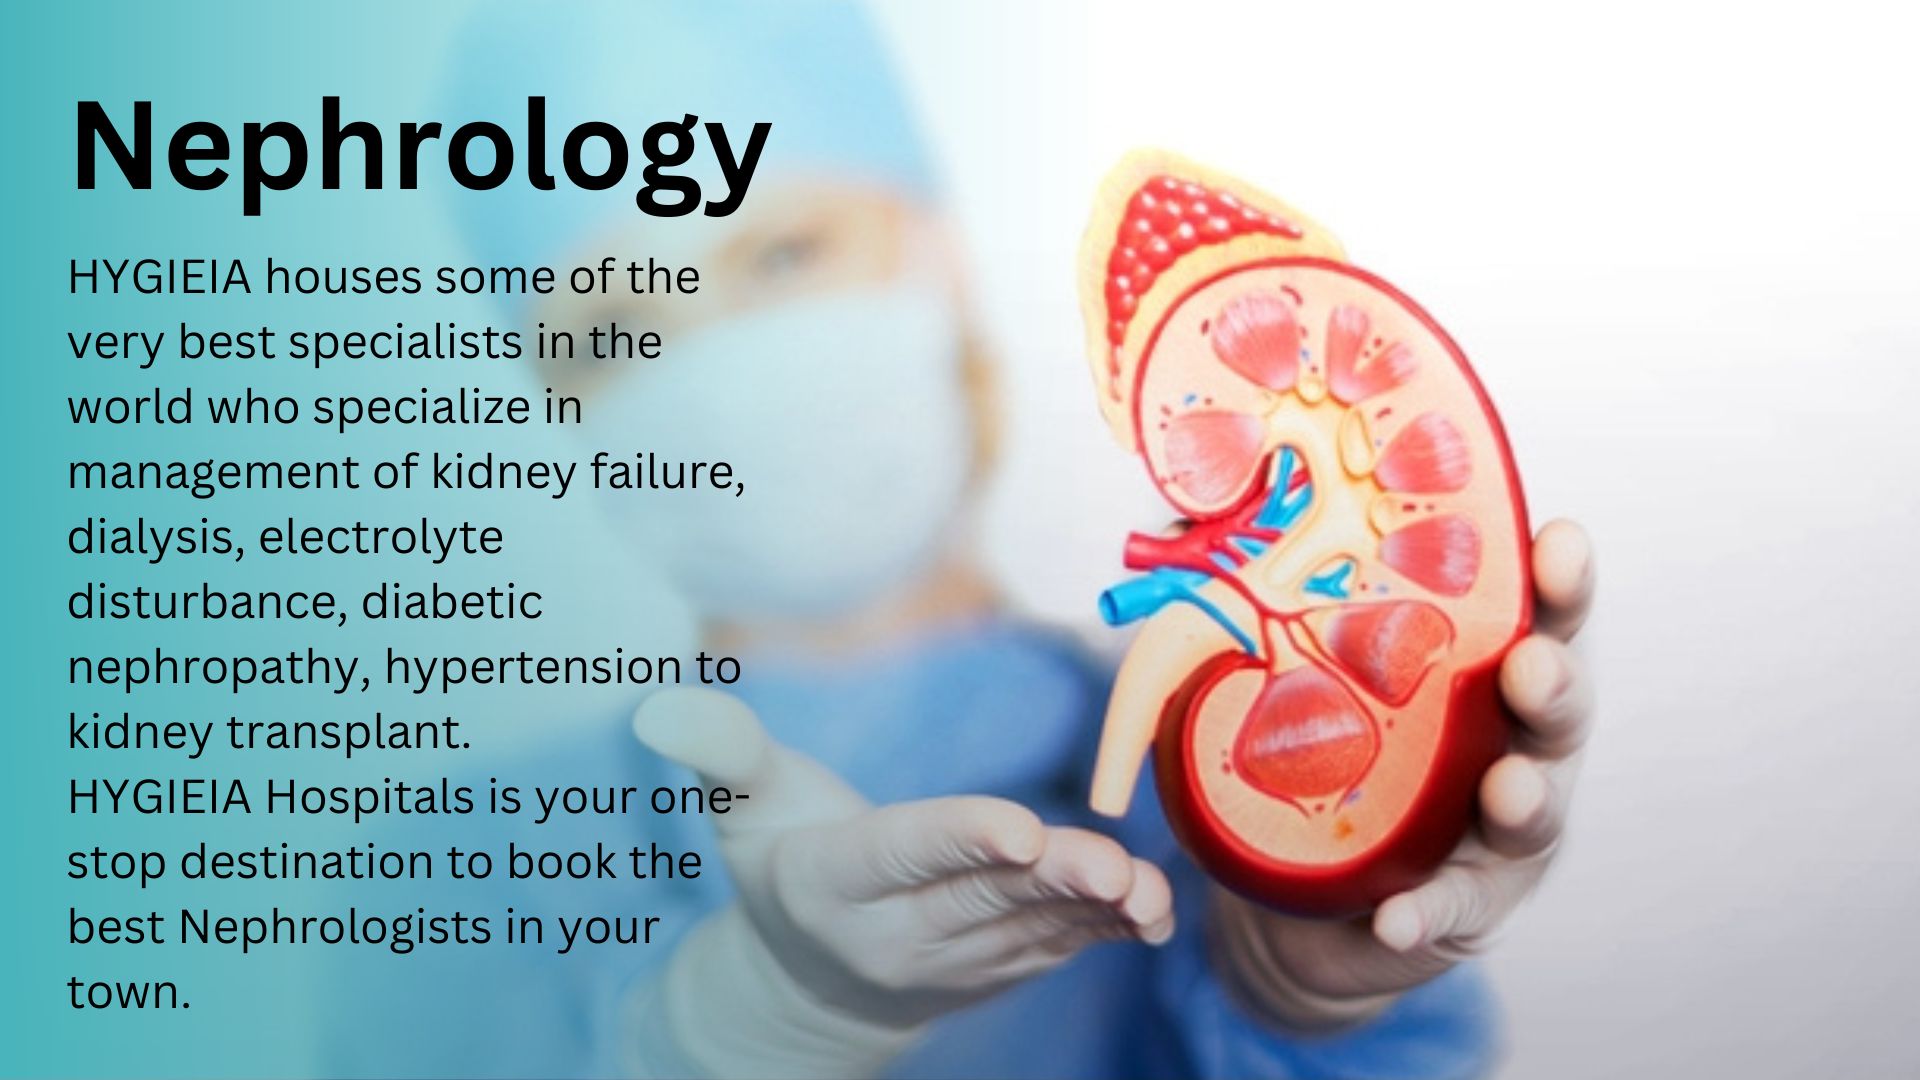 Nephrology
HYGIEIA houses some of the
very best specialists in the
world who specialize in
management of kidney failure,
dialysis, electrolyte
disturbance, diabetic
nephropathy, hypertension to
kidney transplant.
HYGIEIA Hospitals is your one-
stop destination to book the
best Nephrologists in your
town.